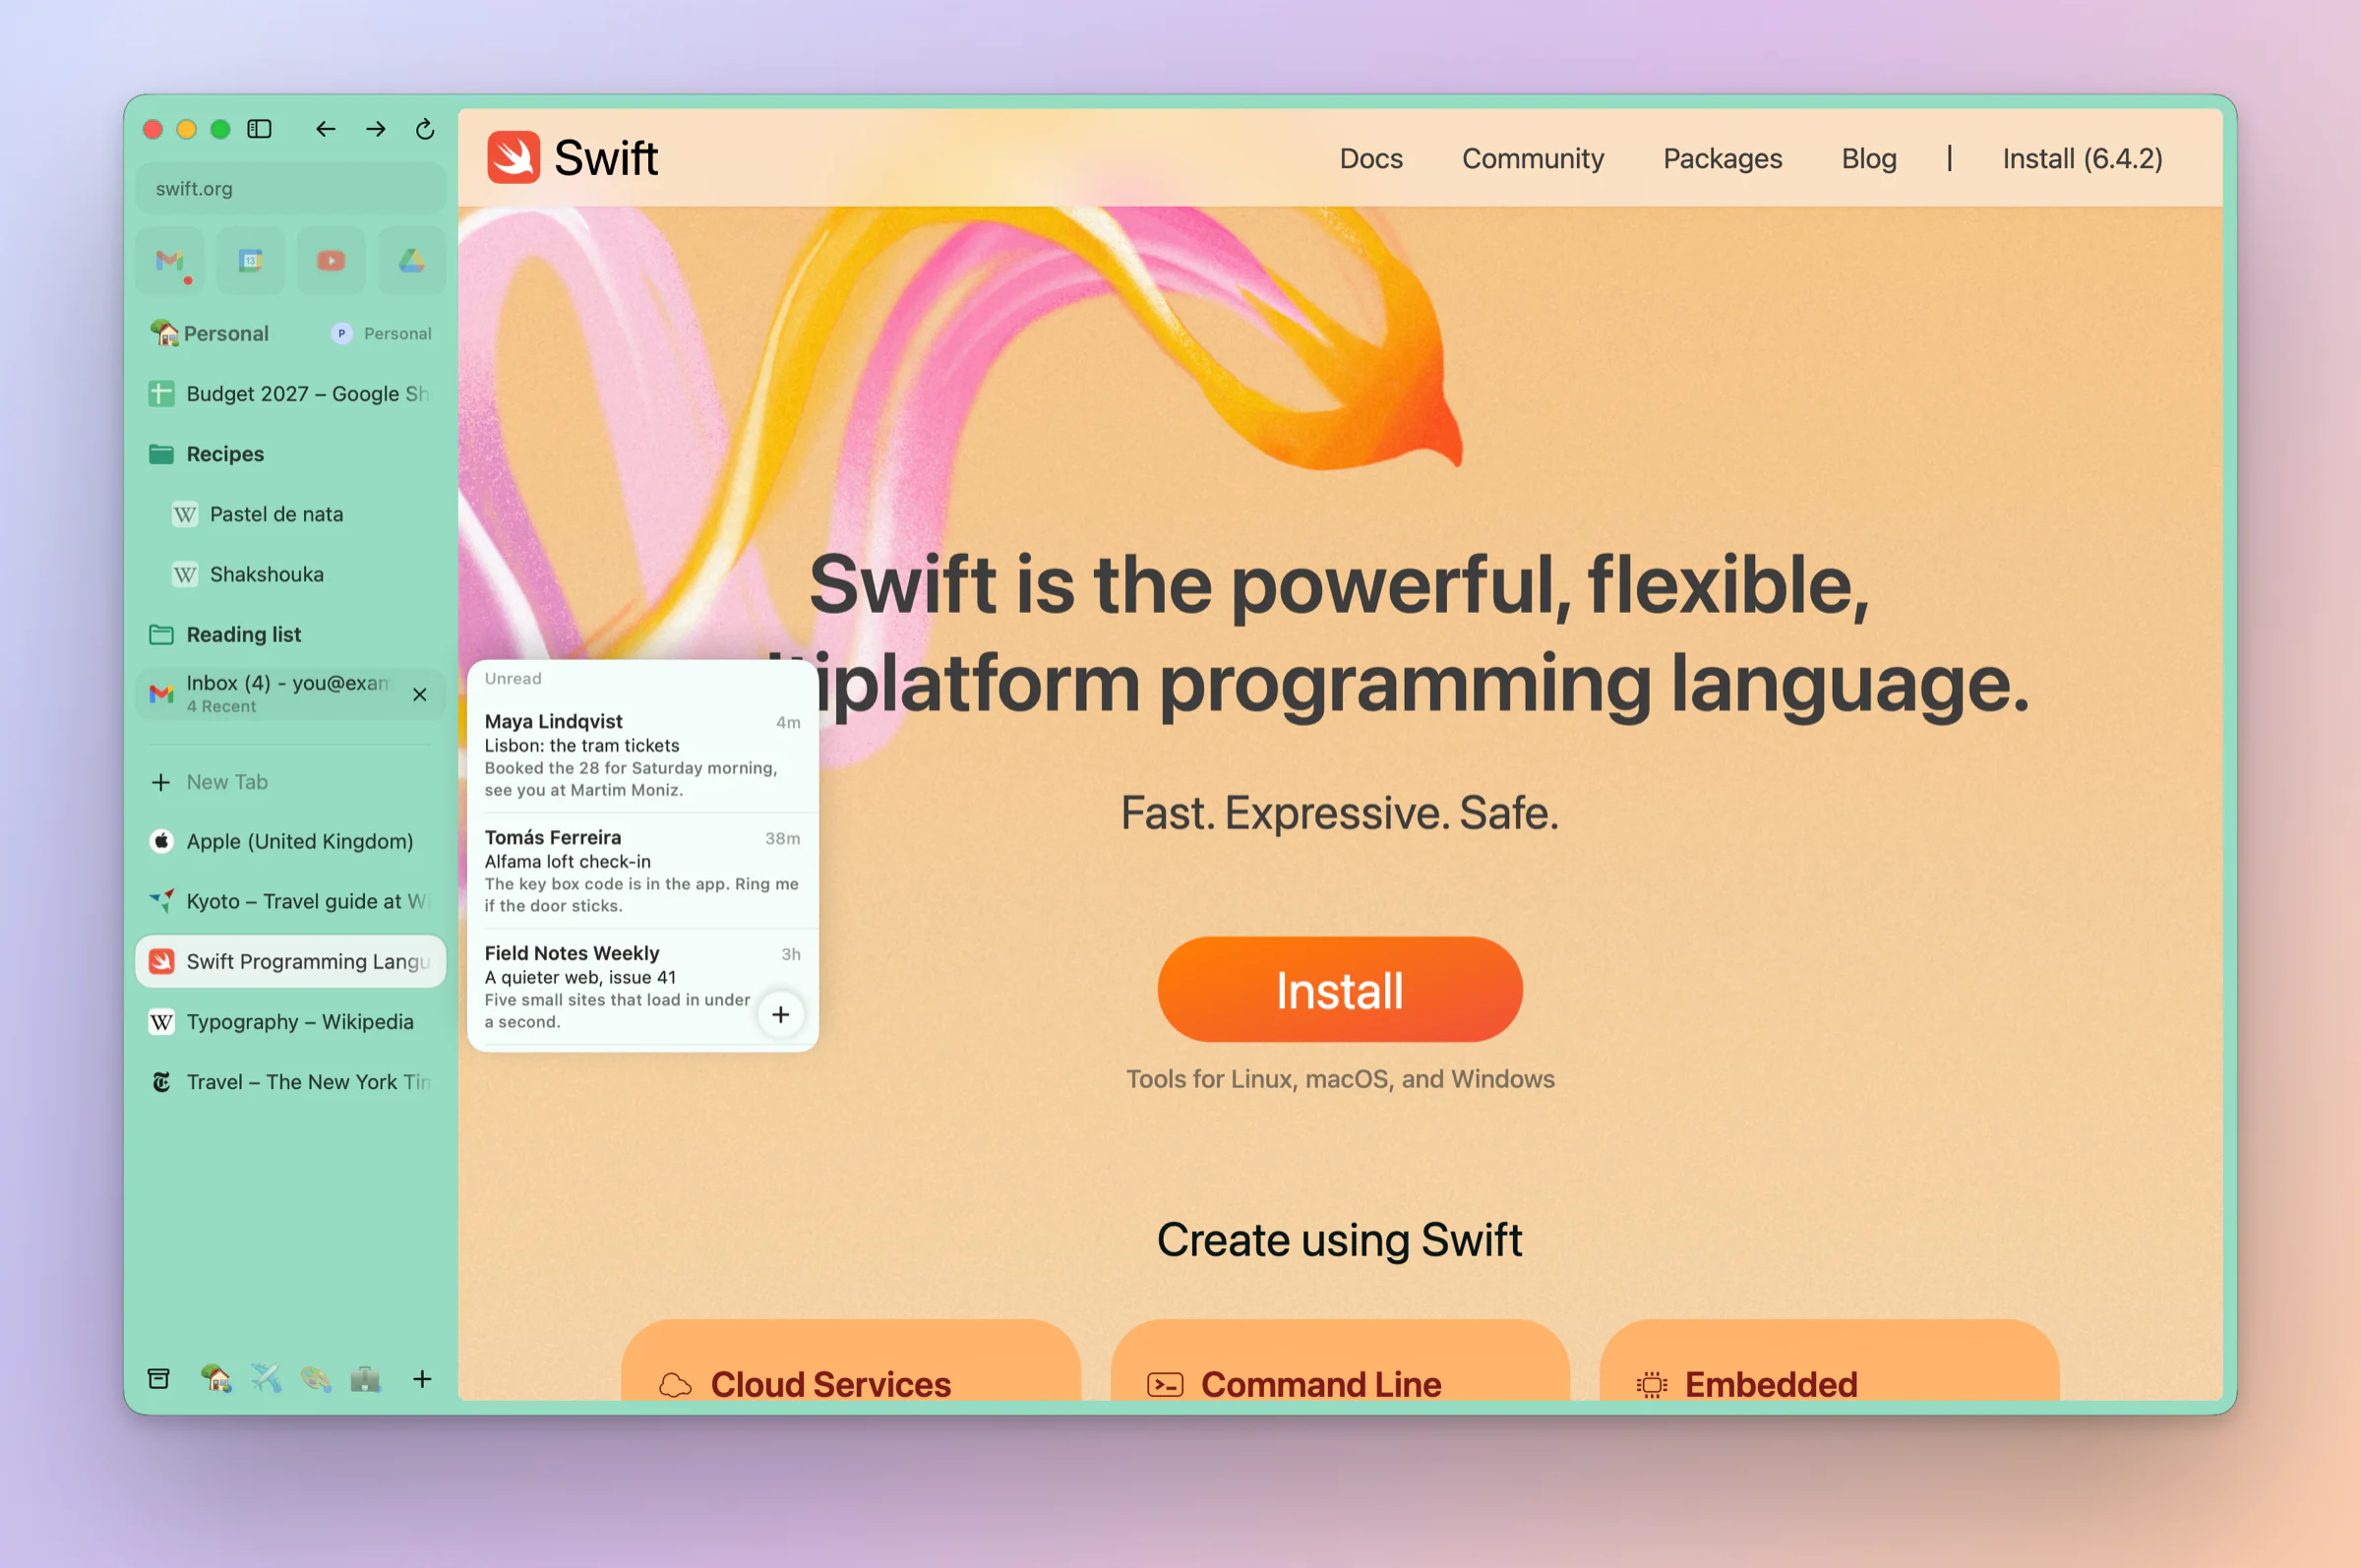 swift.org
13
Personal
P Personal
Budget 2027 – Google Sh
Recipes
W Pastel de nata
W Shakshouka
Reading list
Inbox (4) - you@exam
4 Recent
New Tab
Apple (United Kingdom)
Kyoto – Travel guide at Wi
Swift Programming Langu
W Typography – Wikipedia
Travel – The New York Tim
Swift
Docs Community Packages Blog | Install (6.4.2)
Swift is the powerful, flexible,
tiplatform programming language.
Fast. Expressive. Safe.
Install
Tools for Linux, macOS, and Windows
Create using Swift
Cloud Services
Command Line
Embedded
Unread
Maya Lindqvist 4m
Lisbon: the tram tickets
Booked the 28 for Saturday morning,
see you at Martim Moniz.
Tomás Ferreira 38m
Alfama loft check-in
The key box code is in the app. Ring me
if the door sticks.
Field Notes Weekly 3h
A quieter web, issue 41
Five small sites that load in under
a second.